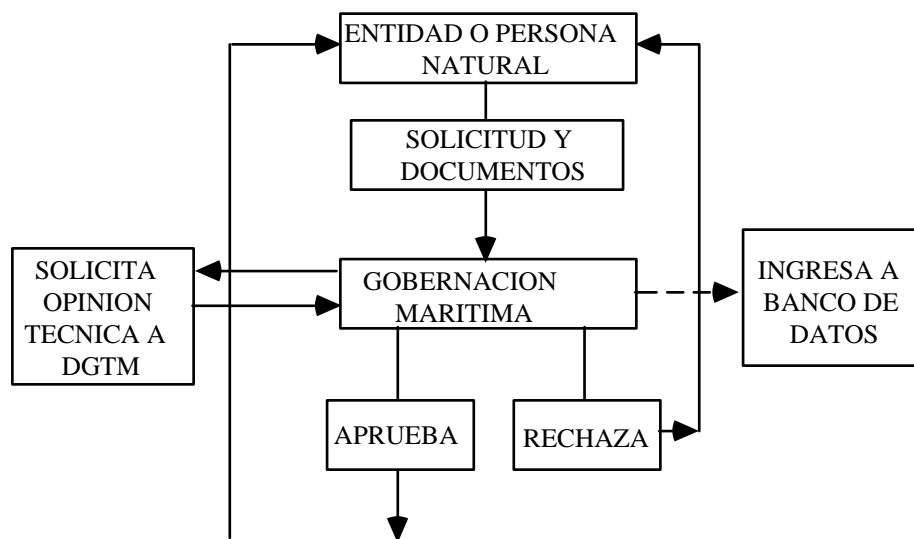 ENTIDAD O PERSONA
NATURAL
SOLICITUD Y
DOCUMENTOS
SOLICITA
OPINION
TECNICA A
DGTM
GOBERNACION
MARITIMA
INGRESA A
BANCO DE
DATOS
APRUEBA
RECHAZA